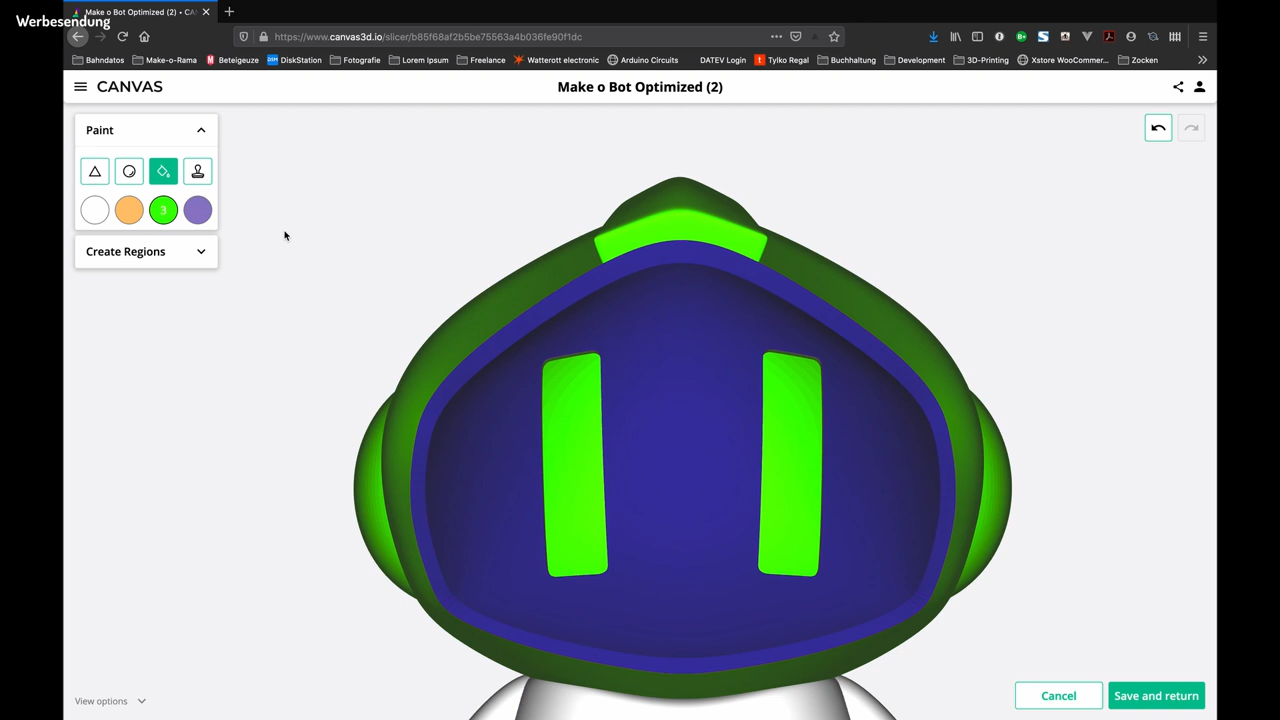 Make o Bot Optimized (2) • CA
Werbesendung
https://www.canvas3d.io/slicer/b85f68af2b5be75563a4b036fe90f1dc
Bahndatos Make-o-Rama Beteigeuze DiskStation Fotografie Lorem Ipsum Freelance Watterott electronic Arduino Circuits DATEV Login Tylko Regal Buchhaltung Development 3D-Printing Xstore WooCommer... Zocken
CANVAS
Make o Bot Optimized (2)
Paint
3
Create Regions
View options
Cancel
Save and return